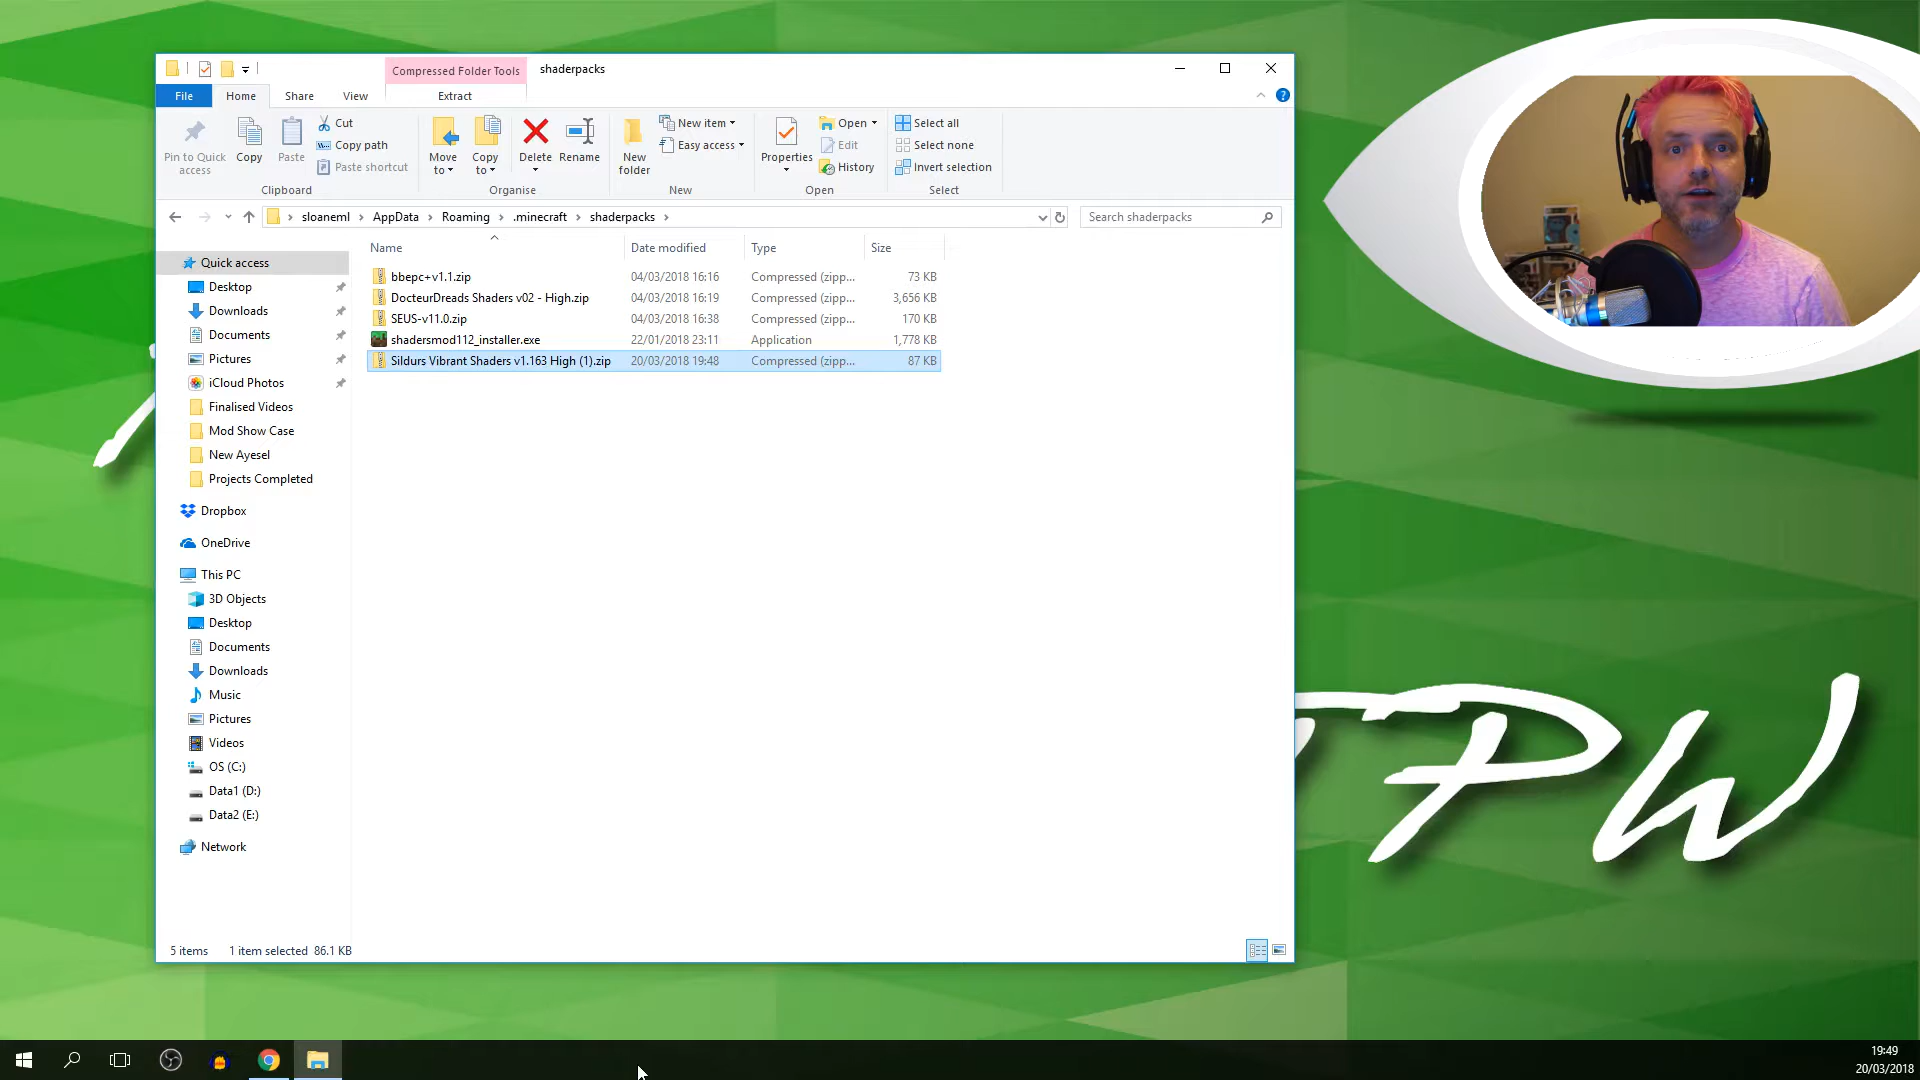 Compressed Folder Tools
shaderpacks
File
Home
Share
View
Extract
Pin to Quick access
Copy
Paste
Cut
Copy path
Paste shortcut
Clipboard
Move to
Copy to
Delete
Rename
Organise
New folder
New item
Easy access
New
Properties
Open
Edit
History
Open
Select all
Select none
Invert selection
Select
sloaneml > AppData > Roaming > .minecraft > shaderpacks >
Search shaderpacks
Name Date modified Type Size
bbepc+v1.1.zip 04/03/2018 16:16 Compressed (zipp... 73 KB
DocteurDreads Shaders v02 - High.zip 04/03/2018 16:19 Compressed (zipp... 3,656 KB
SEUS-v11.0.zip 04/03/2018 16:38 Compressed (zipp... 170 KB
shadersmod112_installer.exe 22/01/2018 23:11 Application 1,778 KB
Sildurs Vibrant Shaders v1.163 High (1).zip 20/03/2018 19:48 Compressed (zipp... 87 KB
Quick access
Desktop
Downloads
Documents
Pictures
iCloud Photos
Finalised Videos
Mod Show Case
New Ayesel
Projects Completed
Dropbox
OneDrive
This PC
3D Objects
Desktop
Documents
Downloads
Music
Pictures
Videos
OS (C:)
Data1 (D:)
Data2 (E:)
Network
5 items 1 item selected 86.1 KB
TPW
19:49
20/03/2018